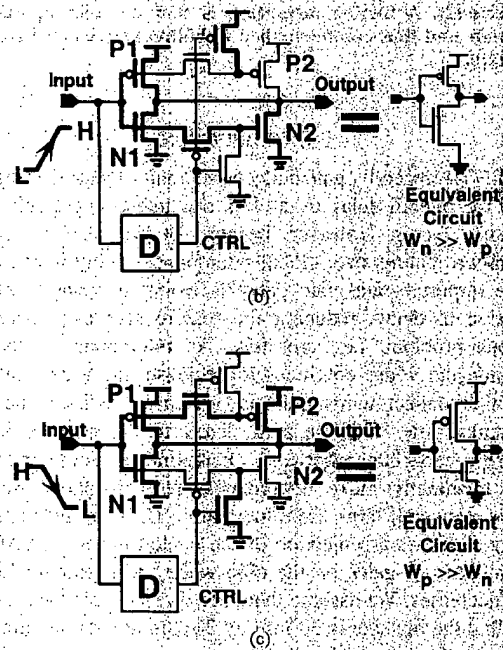 P1
P2
Input
Output
H
L
N1
N2
Equivalent
Circuit
Wn >> Wp
D
CTRL
(b)
P1
P2
Input
Output
H
L
N1
N2
Equivalent
Circuit
Wp >> Wn
D
CTRL
(c)